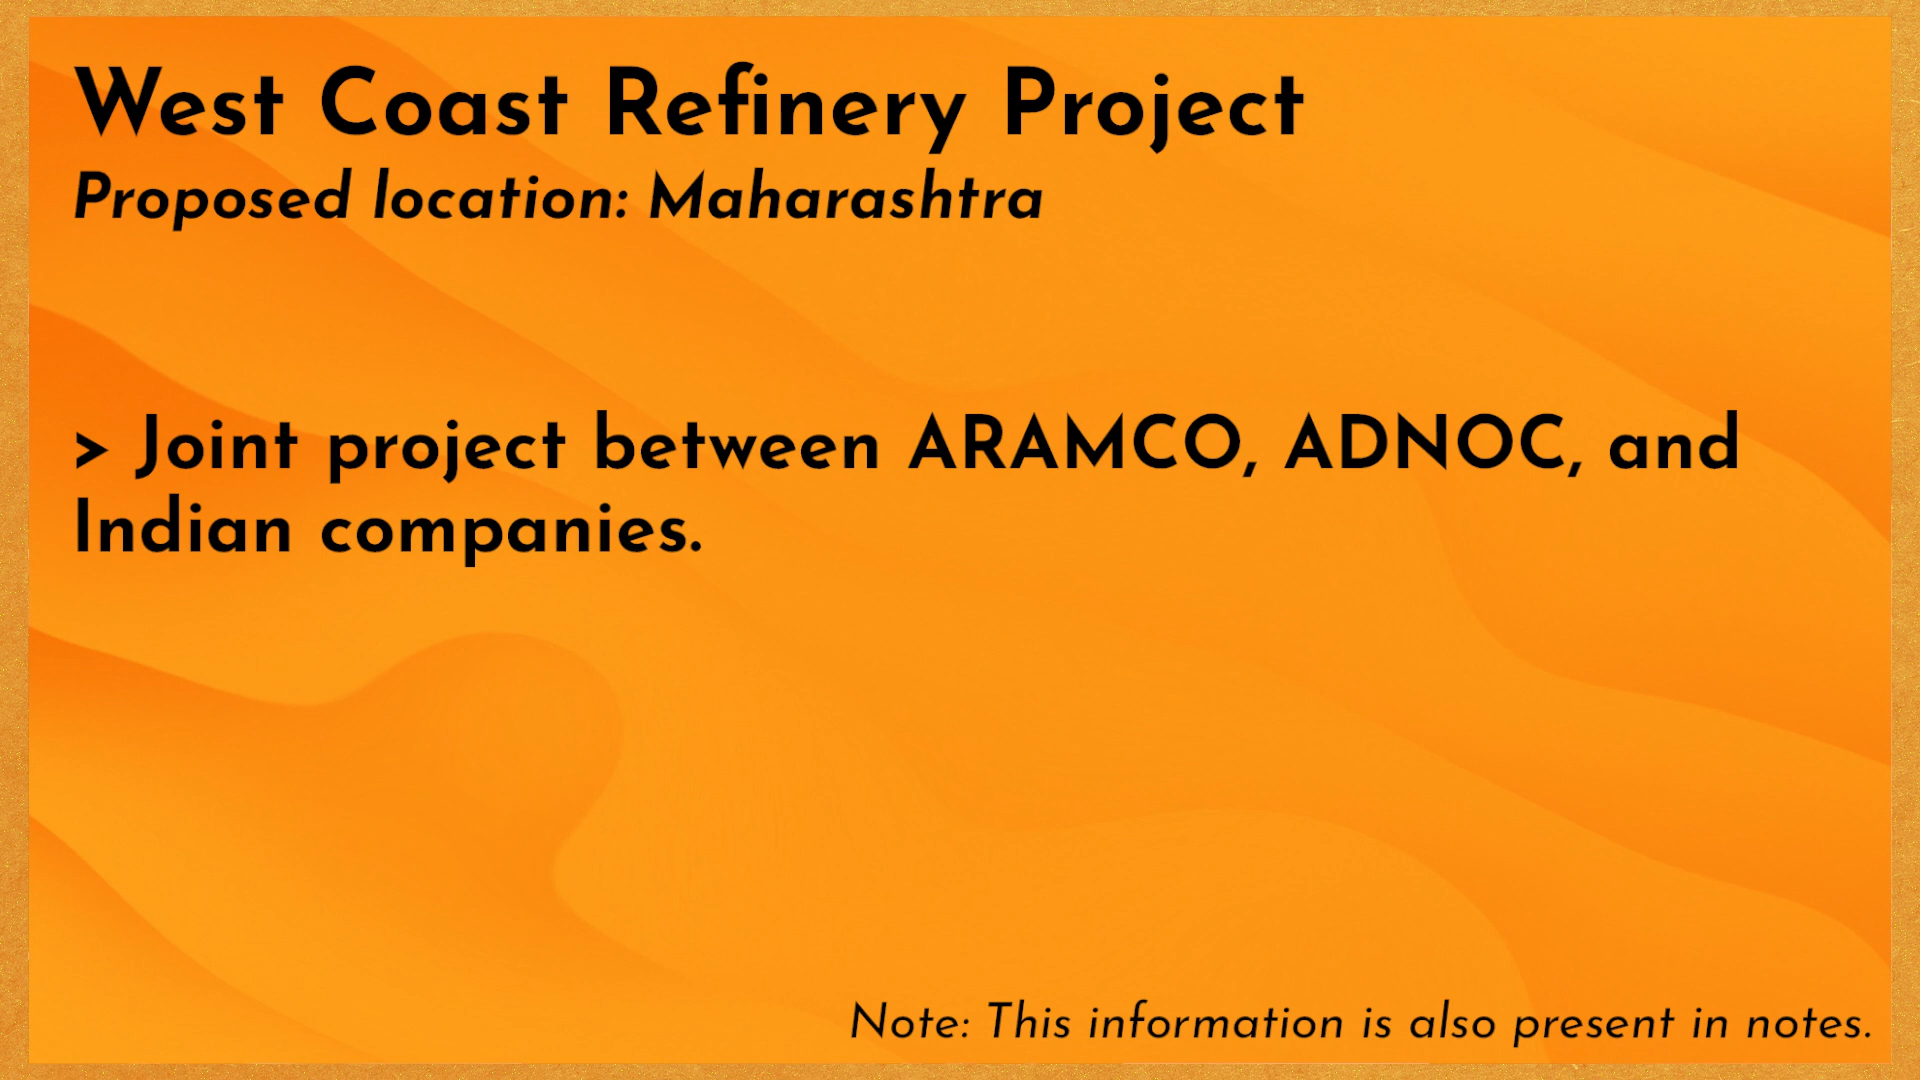 West Coast Refinery Project
Proposed location: Maharashtra
> Joint project between ARAMCO, ADNOC, and
Indian companies.
Note: This information is also present in notes.